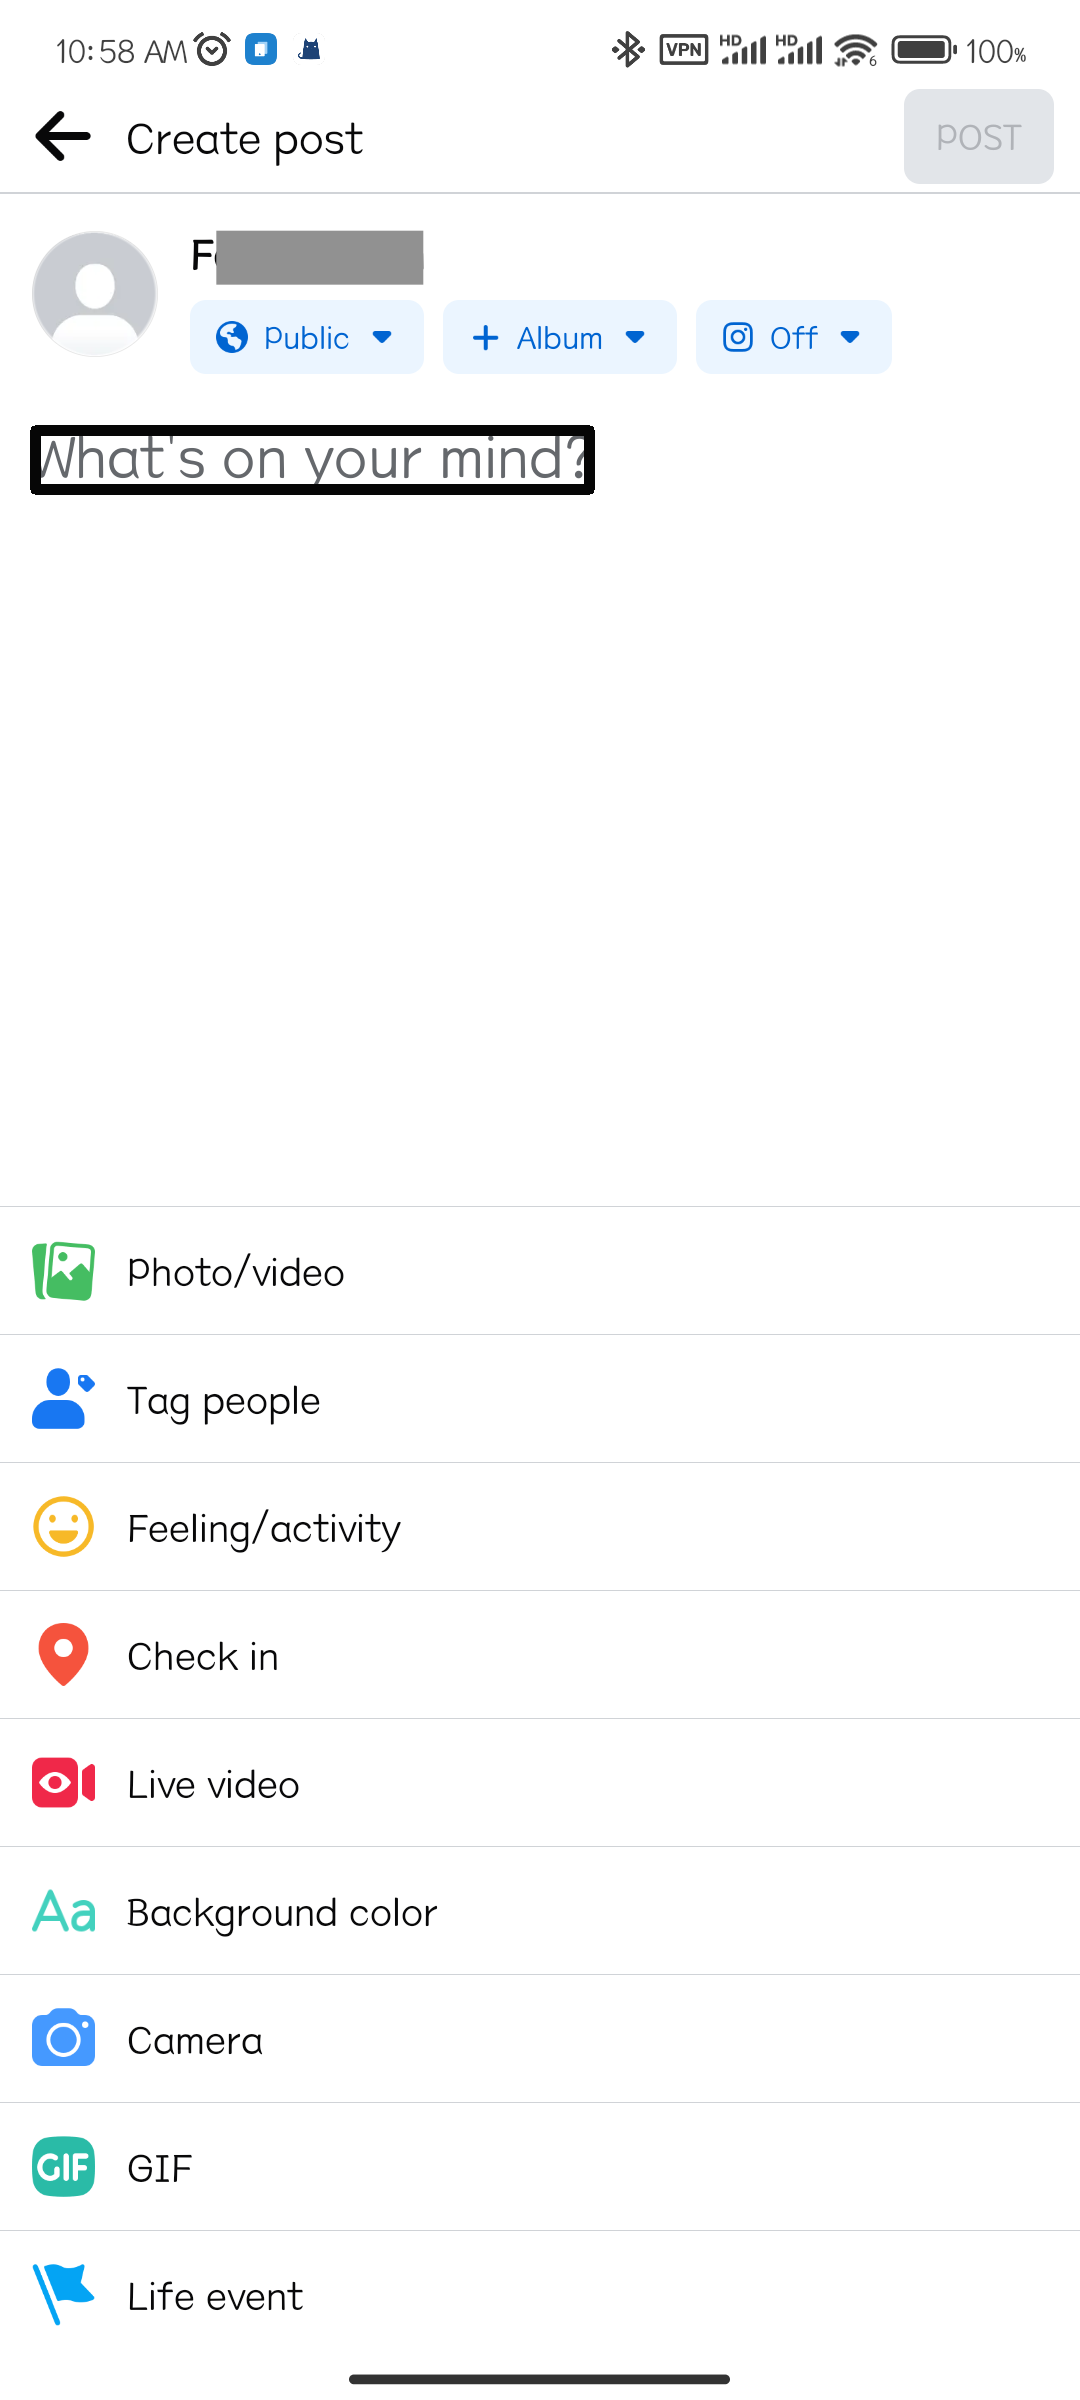 10:58 AM VPN HD HD 6 100%
Create post POST
Public + Album Off
What's on your mind?
Photo/video
Tag people
Feeling/activity
Check in
Live video
Aa Background color
Camera
GIF GIF
Life event